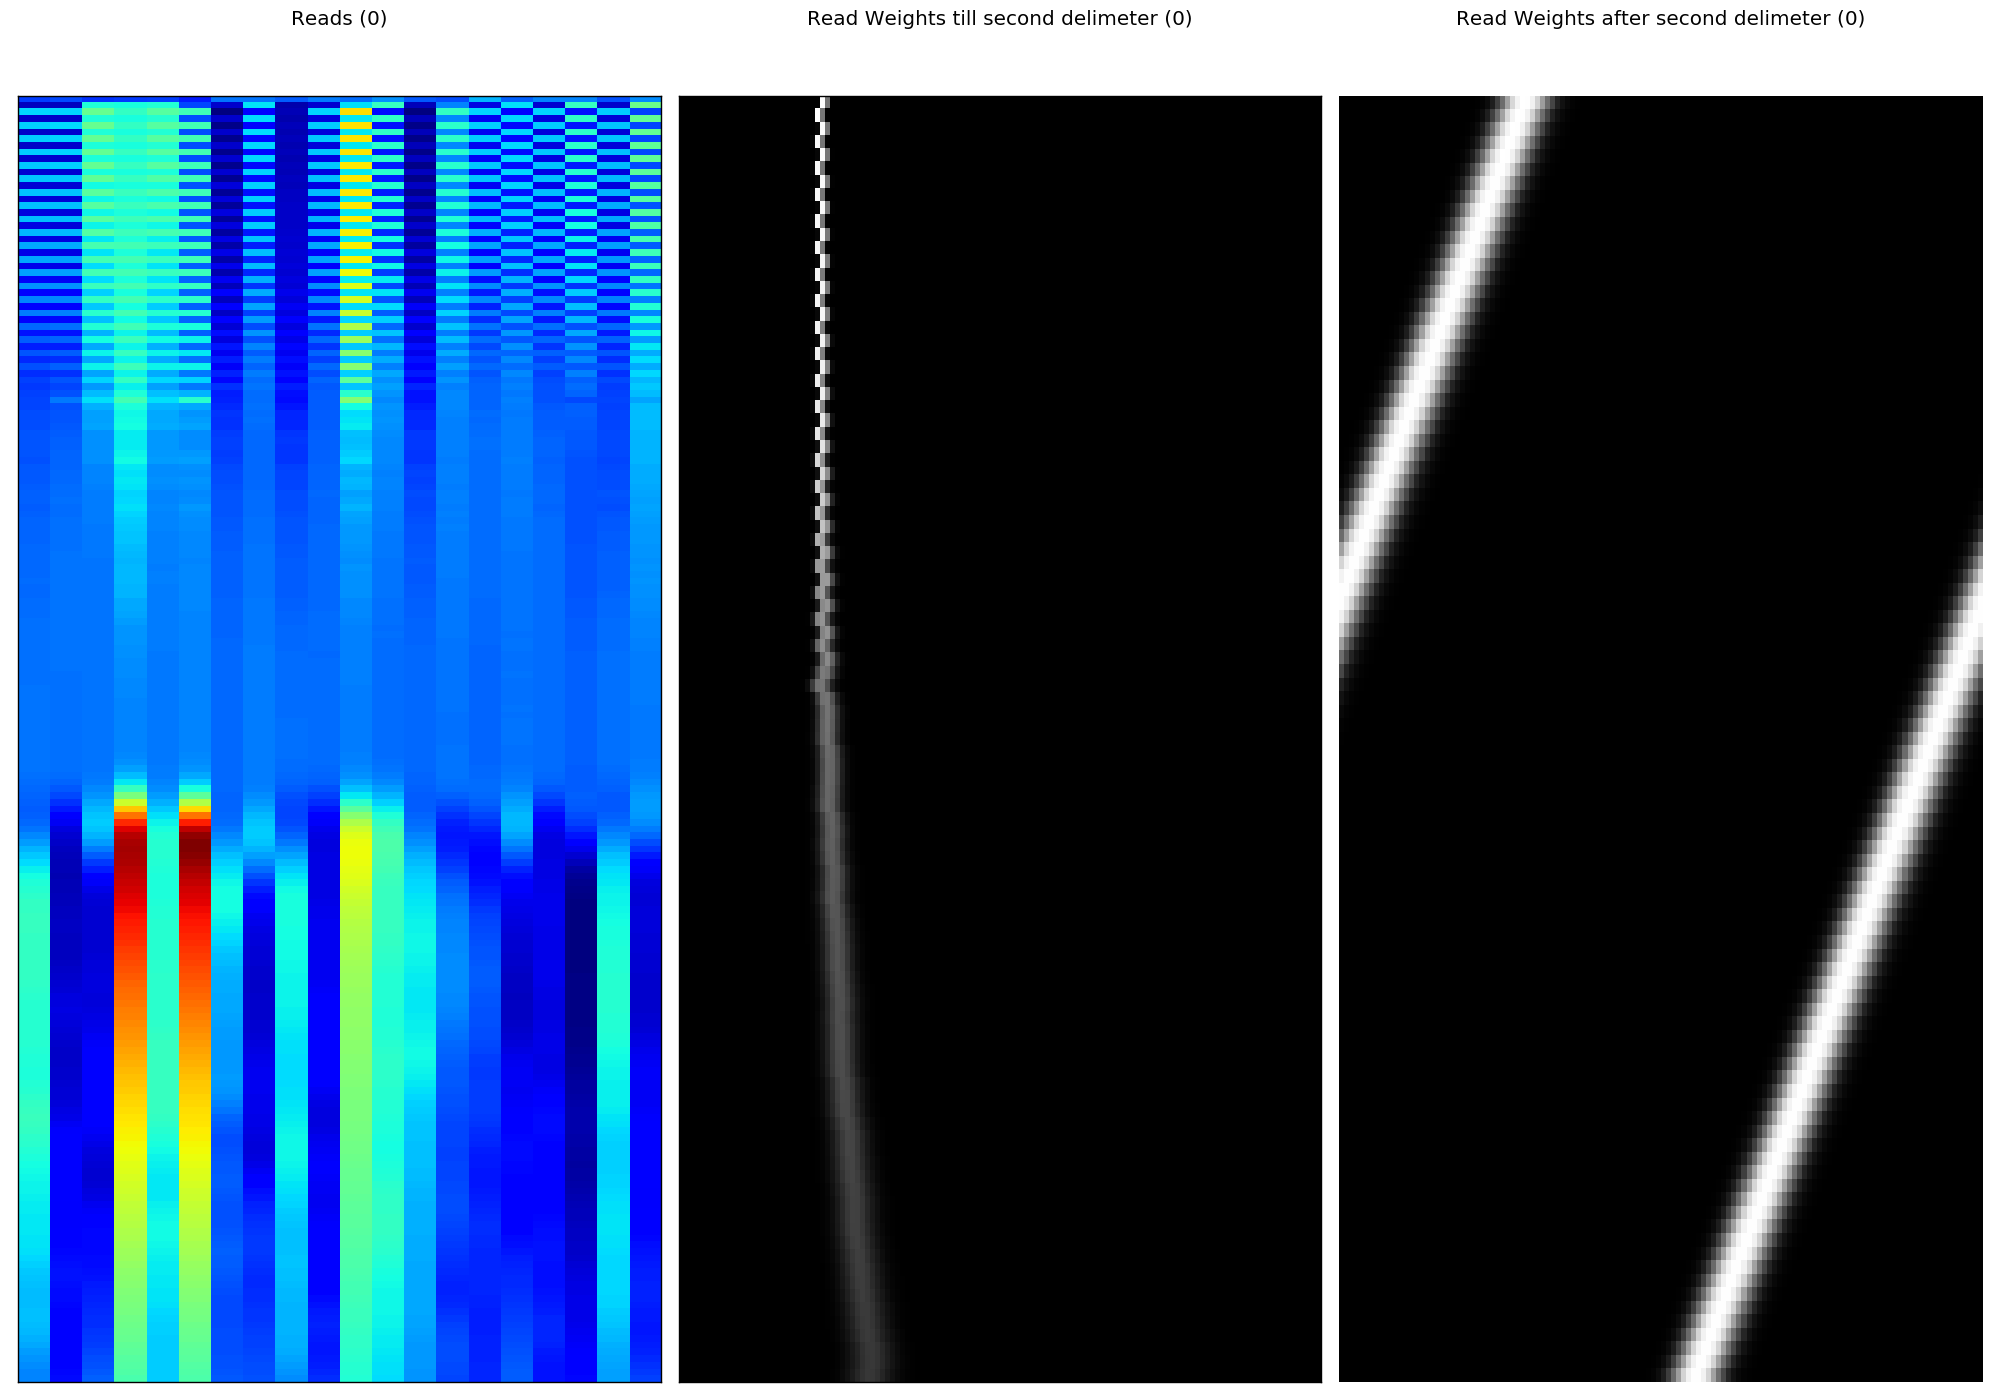 Reads (0)
Read Weights till second delimeter (0)
Read Weights after second delimeter (0)